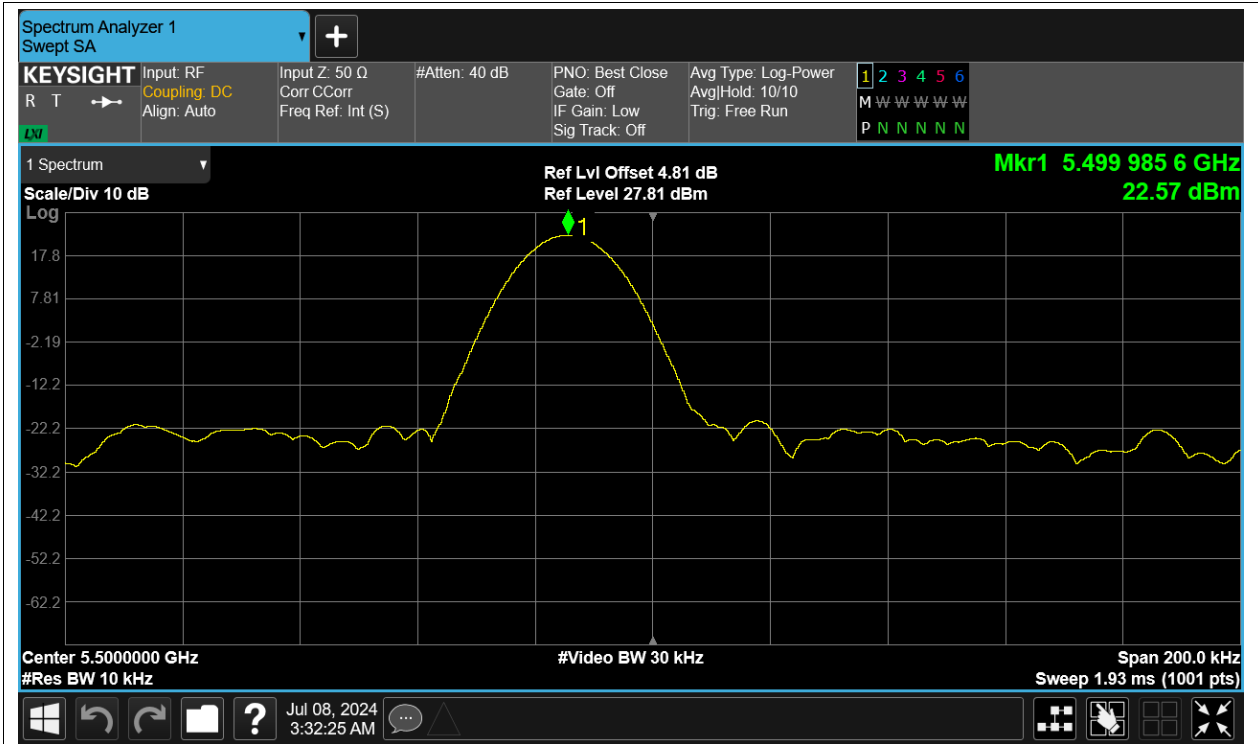 Spectrum Analyzer 1
Swept SA
KEYSIGHT
R T
LXI
Input: RF
Coupling: DC
Align: Auto
Input Z: 50 Ω
Corr CCorr
Freq Ref: Int (S)
#Atten: 40 dB
PNO: Best Close
Gate: Off
IF Gain: Low
Sig Track: Off
Avg Type: Log-Power
Avg|Hold: 10/10
Trig: Free Run
1 2 3 4 5 6
M W W W W W
P N N N N N
1 Spectrum
Scale/Div 10 dB
Log
Ref Lvl Offset 4.81 dB
Ref Level 27.81 dBm
Mkr1 5.499 985 6 GHz
22.57 dBm
1
17.8
7.81
-2.19
-12.2
-22.2
-32.2
-42.2
-52.2
-62.2
Center 5.5000000 GHz
#Res BW 10 kHz
#Video BW 30 kHz
Span 200.0 kHz
Sweep 1.93 ms (1001 pts)
?
Jul 08, 2024
3:32:25 AM